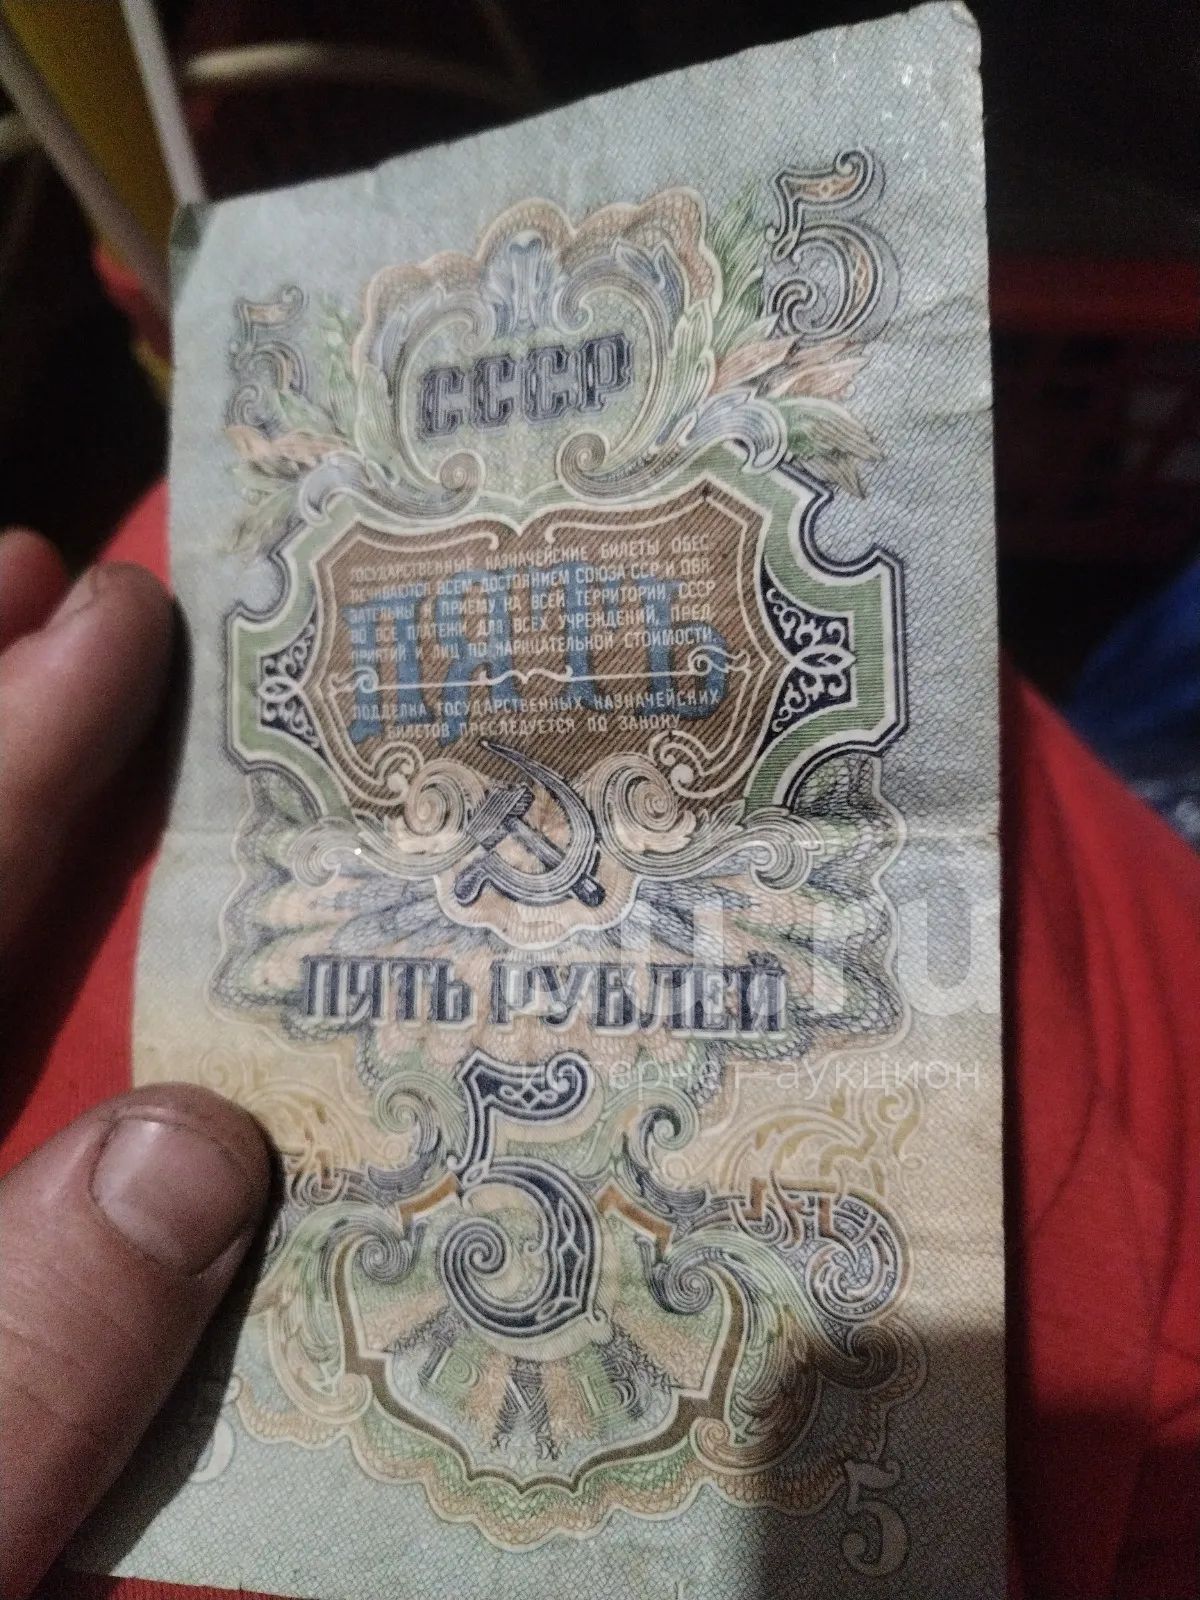 5
5
СССР
ПЯТЬ
ГОСУДАРСТВЕННЫЕ КАЗНАЧЕЙСКИЕ БИЛЕТЫ ОБЕС
ПЕЧИВАЮТСЯ ВСЕМ ДОСТОЯНИЕМ СОЮЗА ССР И ОБЯ
ЗАТЕЛЬНЫ К ПРИЕМУ НА ВСЕЙ ТЕРРИТОРИИ СССР
ВО ВСЕ ПЛАТЕЖИ ДЛЯ ВСЕХ УЧРЕЖДЕНИЙ, ПРЕД
ПРИЯТИЙ И ЛИЦ ПО НАРИЦАТЕЛЬНОЙ СТОИМОСТИ.
ПОДДЕЛКА ГОСУДАРСТВЕННЫХ КАЗНАЧЕЙСКИХ
БИЛЕТОВ ПРЕСЛЕДУЕТСЯ ПО ЗАКОНУ
ПЯТЬ РУБЛЕЙ
au.ru
интернет-аукцион
5
5